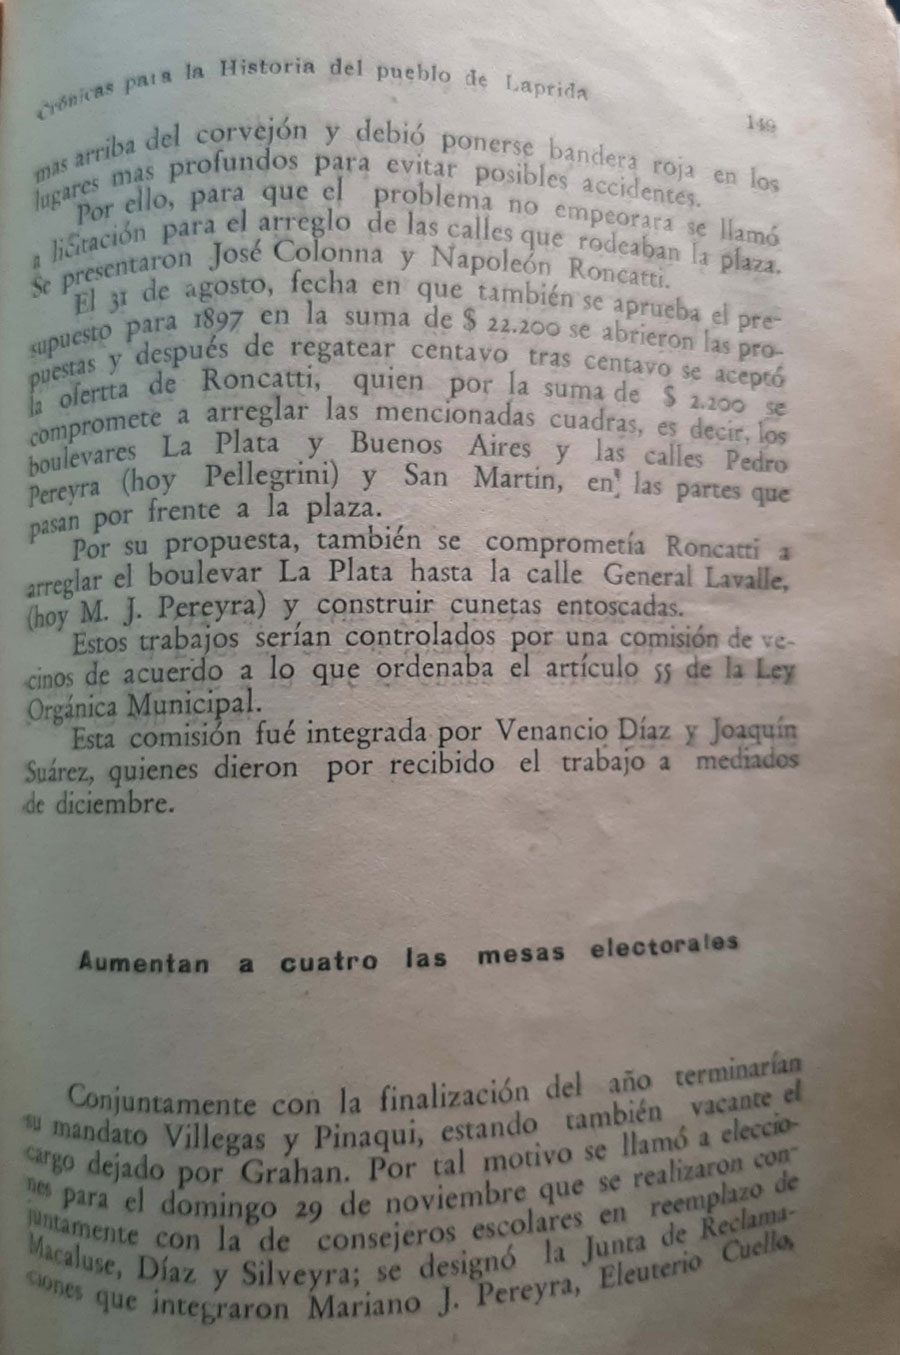 Crónicas para la Historia del pueblo de Laprida
149
mas arriba del corvejón y debió ponerse bandera roja en los
lugares mas profundos para evitar posibles accidentes.
Por ello, para que el problema no empeorara se llamó
a licitación para el arreglo de las calles que rodeaban la plaza.
Se presentaron José Colonna y Napoleón Roncatti.
El 31 de agosto, fecha en que también se aprueba el pre-
supuesto para 1897 en la suma de $ 22.200 se abrieron las pro-
puestas y después de regatear centavo tras centavo se aceptó
la ofertta de Roncatti, quien por la suma de $ 2.200 se
compromete a arreglar las mencionadas cuadras, es decir, los
boulevares La Plata y Buenos Aires y las calles Pedro
Pereyra (hoy Pellegrini) y San Martin, en las partes que
pasan por frente a la plaza.
Por su propuesta, también se comprometía Roncatti a
arreglar el boulevar La Plata hasta la calle General Lavalle,
(hoy M. J. Pereyra) y construir cunetas entoscadas.
Estos trabajos serían controlados por una comisión de ve-
cinos de acuerdo a lo que ordenaba el artículo 55 de la Ley
Orgánica Municipal.
Esta comisión fué integrada por Venancio Díaz y Joaquín
Suárez, quienes dieron por recibido el trabajo a mediados
de diciembre.
Aumentan a cuatro las mesas electorales
Conjuntamente con la finalización del año terminarían
su mandato Villegas y Pinaqui, estando también vacante el
cargo dejado por Grahan. Por tal motivo se llamó a eleccio-
nes para el domingo 29 de noviembre que se realizaron con-
juntamente con la de consejeros escolares en reemplazo de
Macaluse, Díaz y Silveyra; se designó la Junta de Reclama-
ciones que integraron Mariano J. Pereyra, Eleuterio Cuello,